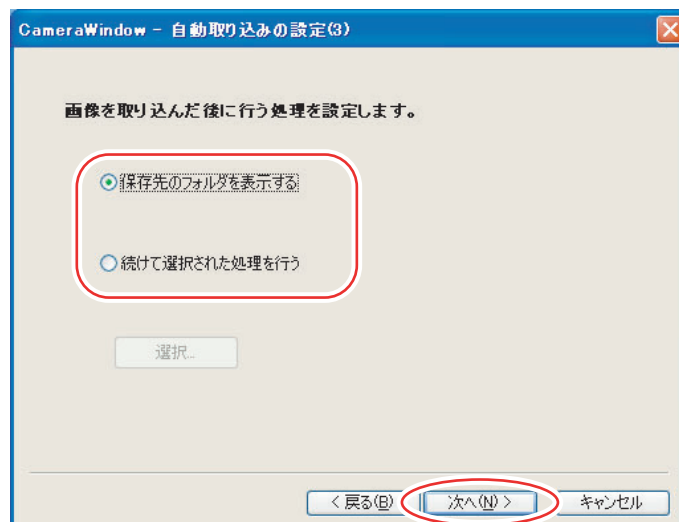 CameraWindow - 自動取り込みの設定(3)
画像を取り込んだ後に行う処理を設定します。
保存先のフォルダを表示する
続けて選択された処理を行う
選択...
< 戻る(B) 次へ(N) > キャンセル